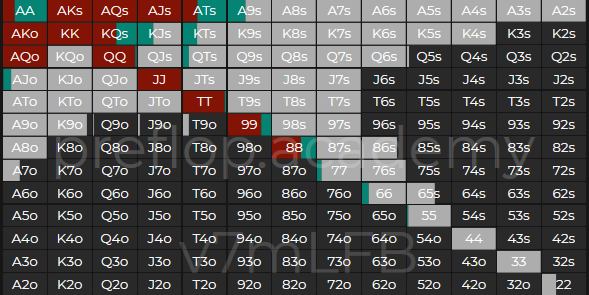 AA AKs AQs AJs ATs A9s A8s A7s A6s A5s A4s A3s A2s
AKo KK KQs KJs KTs K9s K8s K7s K6s K5s K4s K3s K2s
AQo KQo QQ QJs QTs Q9s Q8s Q7s Q6s Q5s Q4s Q3s Q2s
AJo KJo QJo JJ JTs J9s J8s J7s J6s J5s J4s J3s J2s
ATo KTo QTo JTo TT T9s T8s T7s T6s T5s T4s T3s T2s
A9o K9o Q9o J9o T9o 99 98s 97s 96s 95s 94s 93s 92s
A8o K8o Q8o J8o T8o 98o 88 87s 86s 85s 84s 83s 82s
preflop.academy
A7o K7o Q7o J7o T7o 97o 87o 77 76s 75s 74s 73s 72s
A6o K6o Q6o J6o T6o 96o 86o 76o 66 65s 64s 63s 62s
A5o K5o Q5o J5o T5o 95o 85o 75o 65o 55 54s 53s 52s
A4o K4o Q4o J4o T4o 94o 84o 74o 64o 54o 44 43s 42s
v7mLFB
A3o K3o Q3o J3o T3o 93o 83o 73o 63o 53o 43o 33 32s
A2o K2o Q2o J2o T2o 92o 82o 72o 62o 52o 42o 32o 22